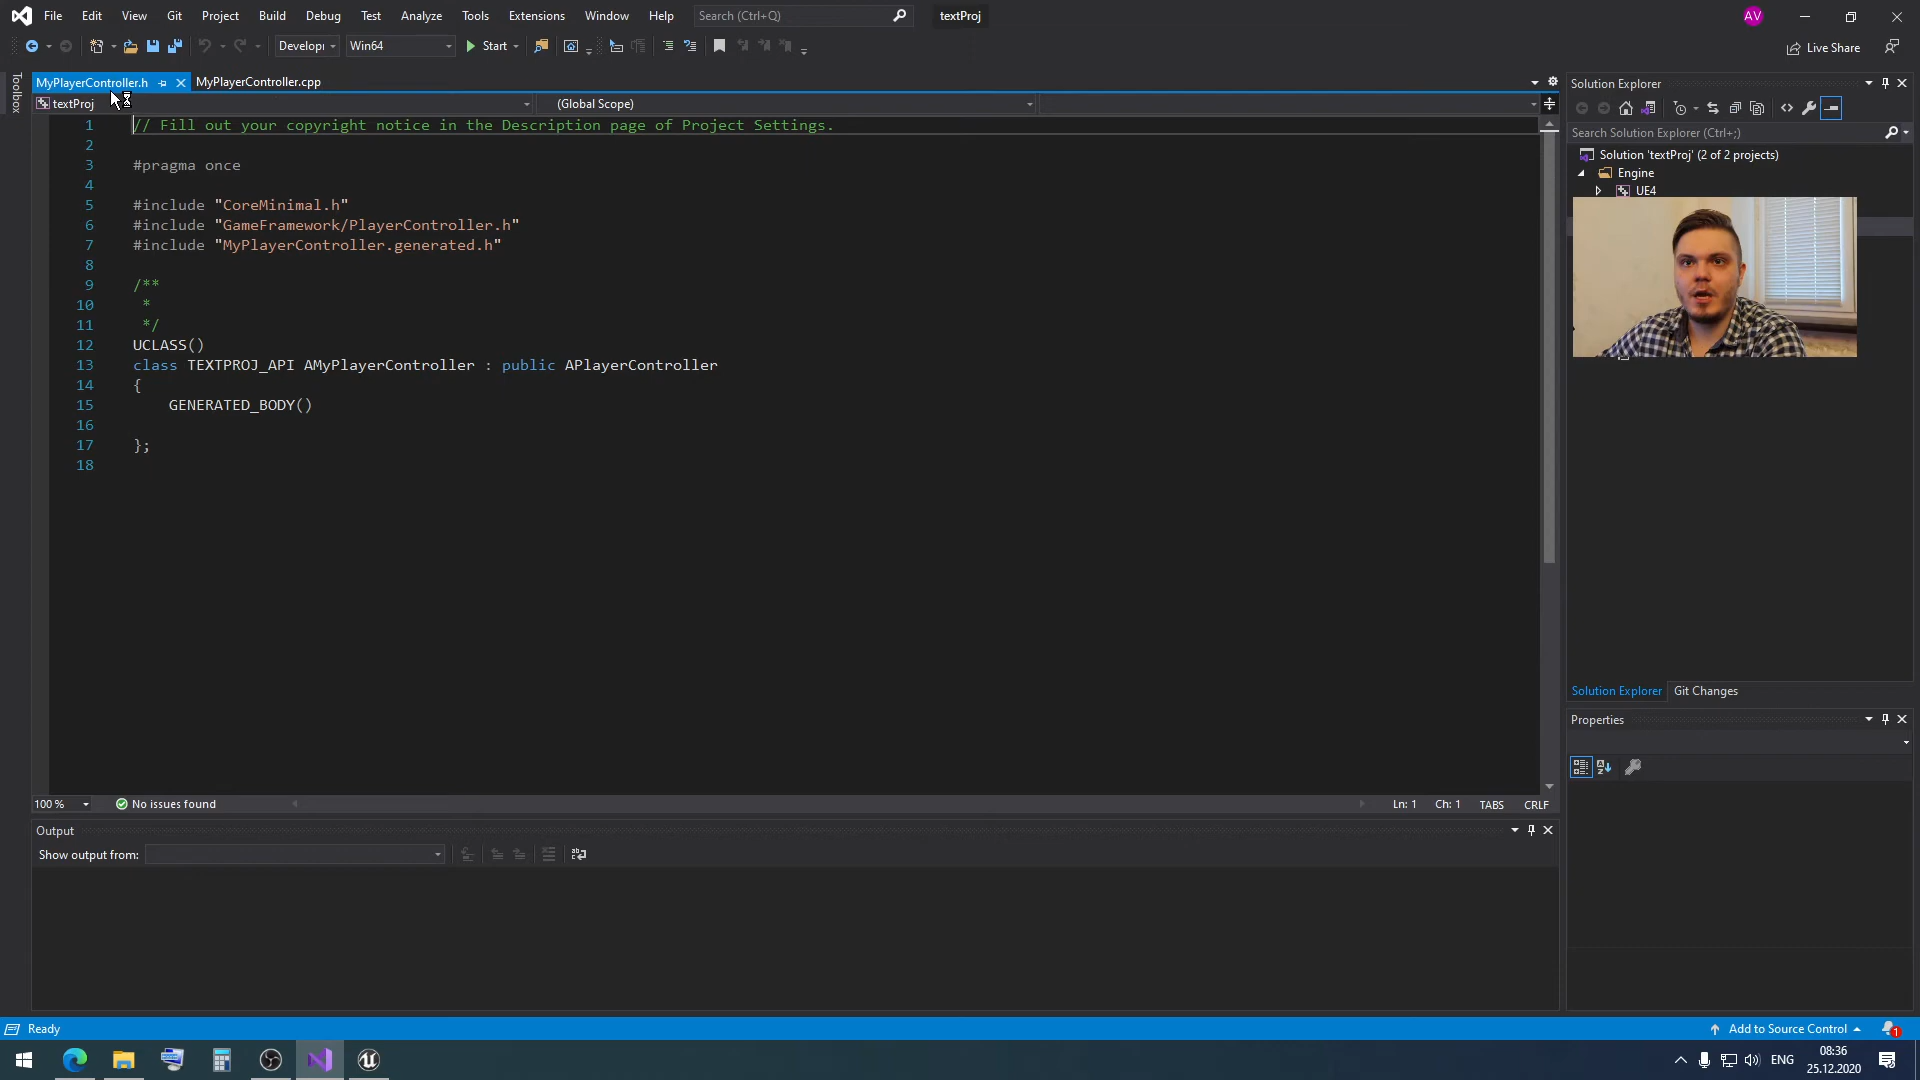 File Edit View Git Project Build Debug Test Analyze Tools Extensions Window Help Search (Ctrl+Q) textProj AV
Develop Win64 Start Live Share
Toolbox
MyPlayerController.h MyPlayerController.cpp
textProj (Global Scope)
1 // Fill out your copyright notice in the Description page of Project Settings.
2
3 #pragma once
4
5 #include "CoreMinimal.h"
6 #include "GameFramework/PlayerController.h"
7 #include "MyPlayerController.generated.h"
8
9 /**
10 *
11 */
12 UCLASS()
13 class TEXTPROJ_API AMyPlayerController : public APlayerController
14 {
15 GENERATED_BODY()
16
17 };
18
100 % No issues found Ln: 1 Ch: 1 TABS CRLF
Output
Show output from:
Solution Explorer
Search Solution Explorer (Ctrl+;)
Solution 'textProj' (2 of 2 projects)
Engine
UE4
Solution Explorer Git Changes
Properties
Ready Add to Source Control 1
ENG 08:36
25.12.2020